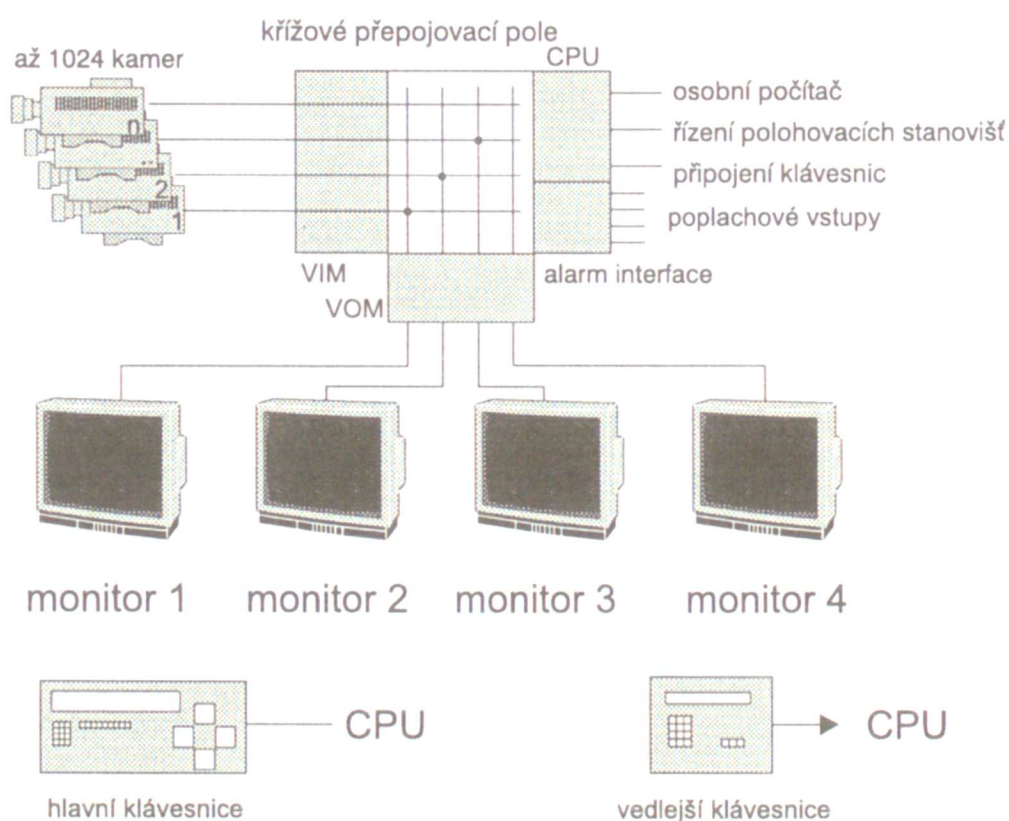 křížové přepojovací pole
až 1024 kamer
CPU
osobní počítač
n
řízení polohovacích stanovišť
..
připojení klávesnic
2
1
poplachové vstupy
VIM
alarm interface
VOM
monitor 1
monitor 2
monitor 3
monitor 4
CPU
CPU
hlavní klávesnice
vedlejší klávesnice